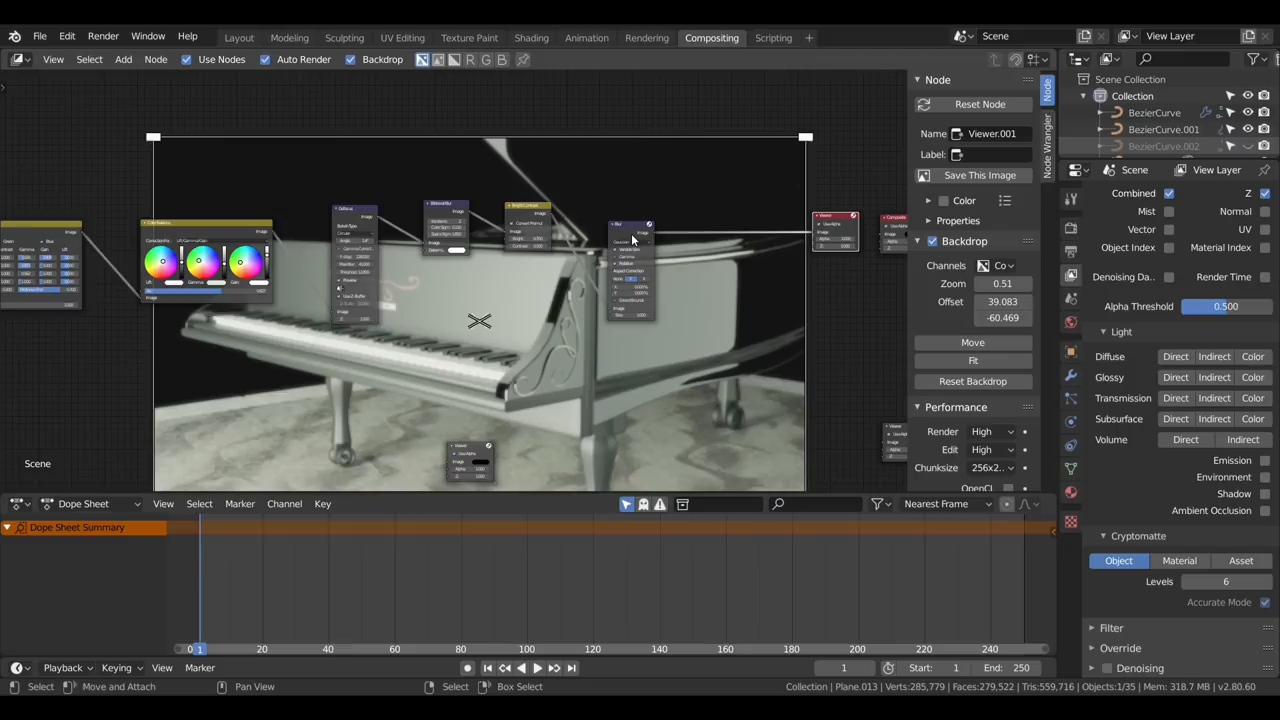 File Edit Render Window Help Layout Modeling Sculpting UV Editing Texture Paint Shading Animation Rendering Compositing Scripting + Scene View Layer
View Select Add Node Use Nodes Auto Render Backdrop R G B
Scene Collection
Collection
BezierCurve
BezierCurve.001
BezierCurve.002
Node
Reset Node
Name Viewer.001
Label:
Save This Image
Color
Properties
Backdrop
Channels Co
Zoom 0.51
Offset 39.083
-60.469
Move
Fit
Reset Backdrop
Performance
Render High
Edit High
Chunksize 256x2...
OpenCL
Node
Node Wrangler
Scene View Layer
Combined Z
Mist Normal
Vector UV
Object Index Material Index
Denoising Da... Render Time
Alpha Threshold 0.500
Light
Diffuse Direct Indirect Color
Glossy Direct Indirect Color
Transmission Direct Indirect Color
Subsurface Direct Indirect Color
Volume Direct Indirect
Emission
Environment
Shadow
Ambient Occlusion
Cryptomatte
Object Material Asset
Levels 6
Accurate Mode
Filter
Override
Denoising
Scene
Dope Sheet View Select Marker Channel Key Nearest Frame
Dope Sheet Summary
0 1 20 40 60 80 100 120 140 160 180 200 220 240
Playback Keying View Marker 1 Start: 1 End: 250
Select Move and Attach Pan View Select Box Select Collection | Plane.013 | Verts:285,779 | Faces:279,522 | Tris:559,716 | Objects:1/35 | Mem: 318.7 MB | v2.80.60